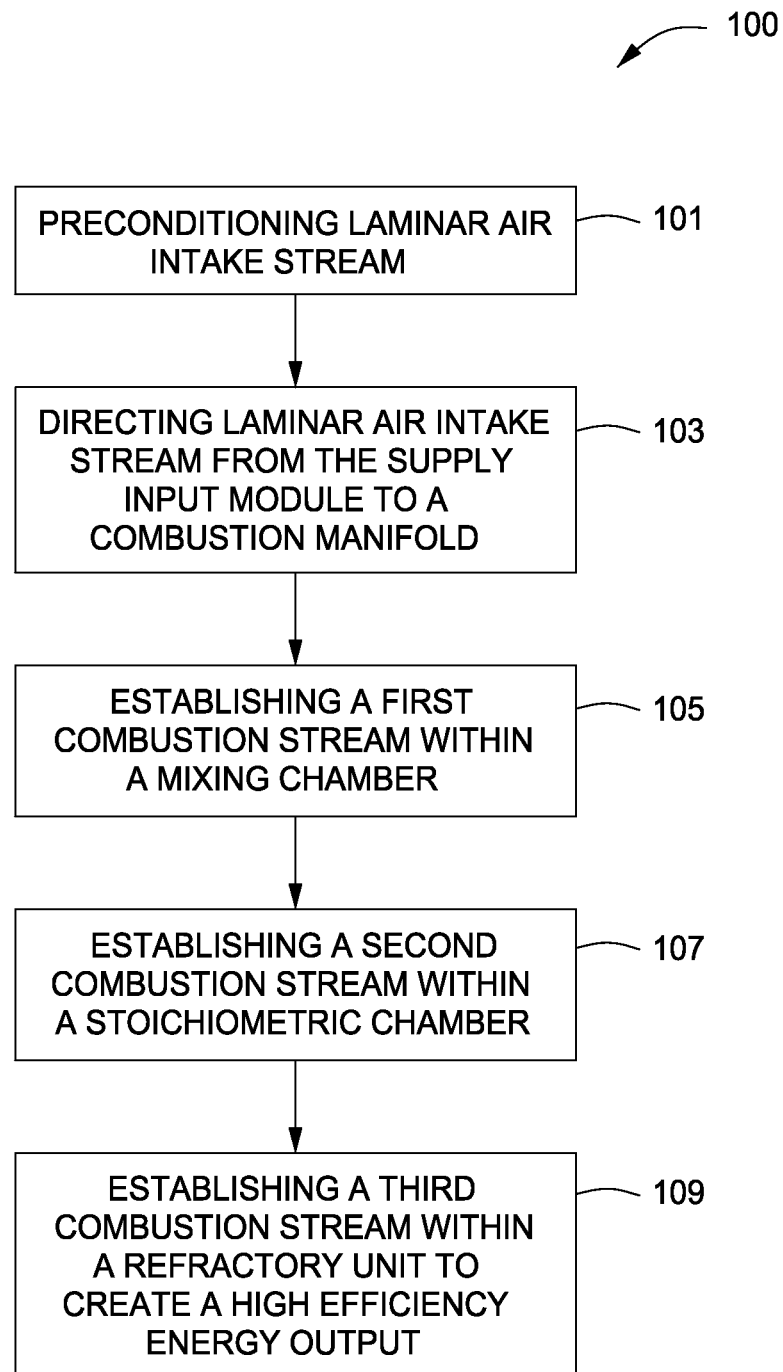 100
PRECONDITIONING LAMINAR AIR
INTAKE STREAM
101
DIRECTING LAMINAR AIR INTAKE
STREAM FROM THE SUPPLY
INPUT MODULE TO A
COMBUSTION MANIFOLD
103
ESTABLISHING A FIRST
COMBUSTION STREAM WITHIN
A MIXING CHAMBER
105
ESTABLISHING A SECOND
COMBUSTION STREAM WITHIN
A STOICHIOMETRIC CHAMBER
107
ESTABLISHING A THIRD
COMBUSTION STREAM WITHIN
A REFRACTORY UNIT TO
CREATE A HIGH EFFICIENCY
ENERGY OUTPUT
109